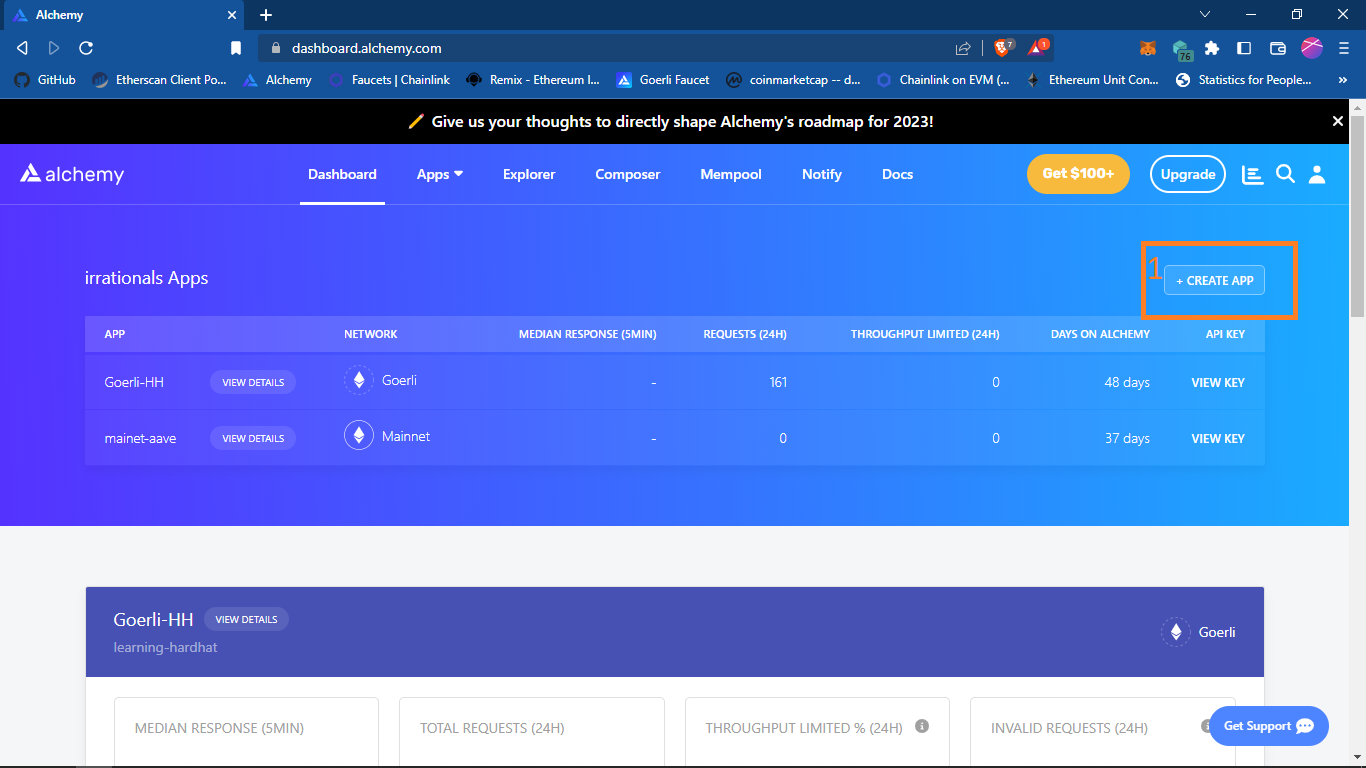 Alchemy
dashboard.alchemy.com
7
1
76
GitHub
Etherscan Client Po...
Alchemy
Faucets | Chainlink
Remix - Ethereum I...
Goerli Faucet
coinmarketcap -- d...
Chainlink on EVM (...
Ethereum Unit Con...
Statistics for People...
Give us your thoughts to directly shape Alchemy's roadmap for 2023!
alchemy
Dashboard
Apps
Explorer
Composer
Mempool
Notify
Docs
Get $100+
Upgrade
irrationals Apps
1
+ CREATE APP
APP NETWORK MEDIAN RESPONSE (5MIN) REQUESTS (24H) THROUGHPUT LIMITED (24H) DAYS ON ALCHEMY API KEY
Goerli-HH VIEW DETAILS Goerli - 161 0 48 days VIEW KEY
mainet-aave VIEW DETAILS Mainnet - 0 0 37 days VIEW KEY
Goerli-HH VIEW DETAILS
learning-hardhat
Goerli
MEDIAN RESPONSE (5MIN)
TOTAL REQUESTS (24H)
THROUGHPUT LIMITED % (24H)
INVALID REQUESTS (24H)
Get Support